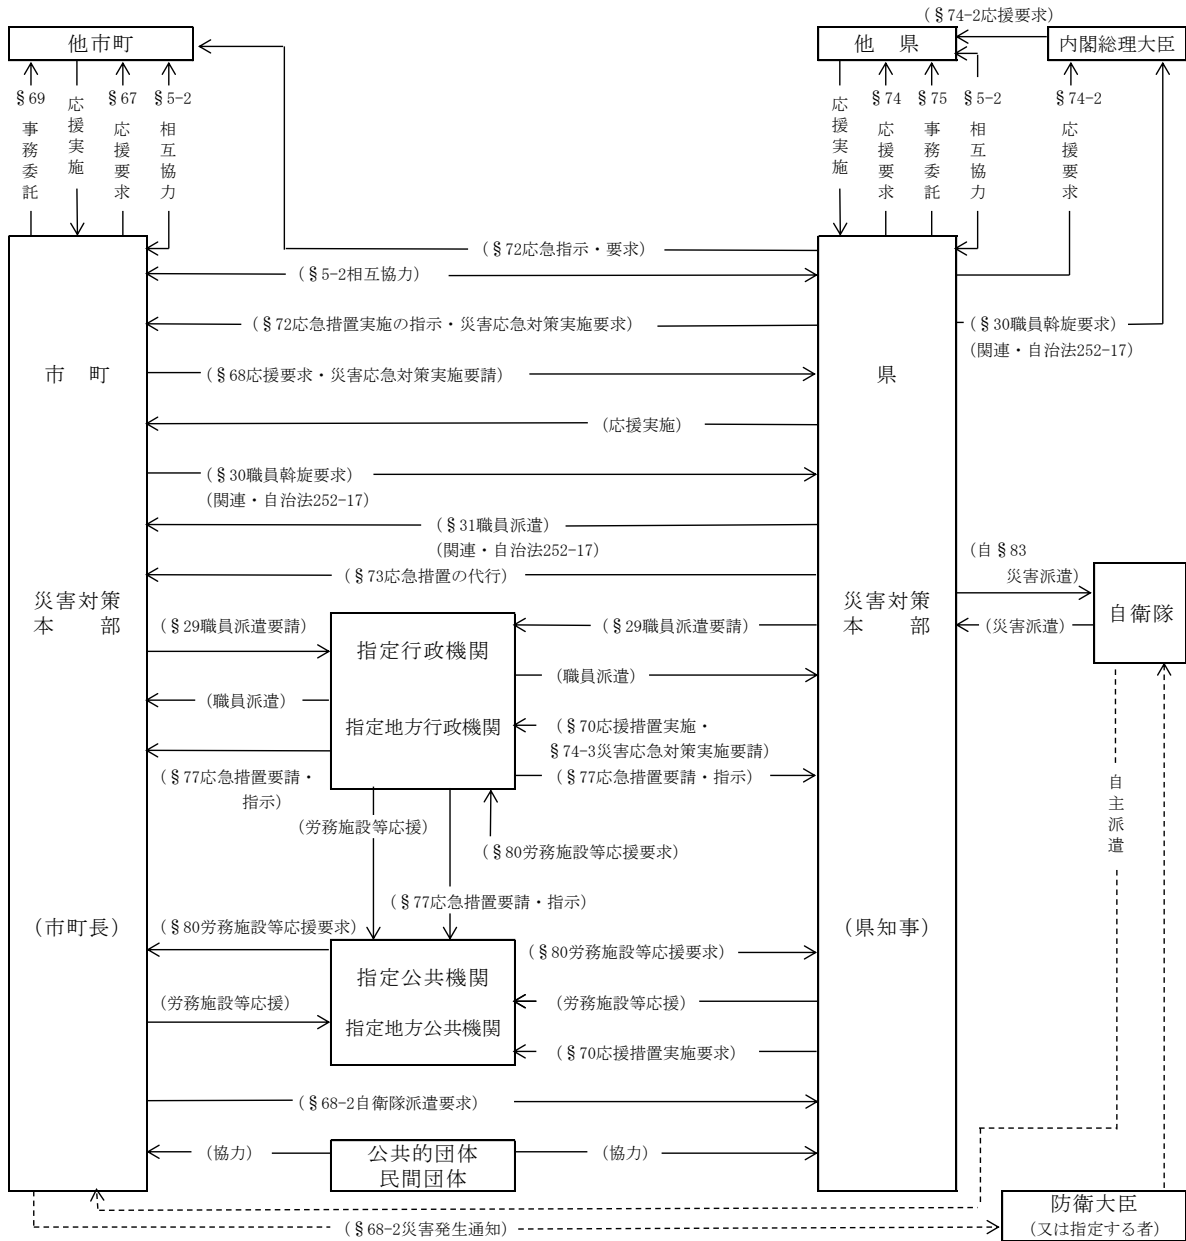 (§74-2応援要求)
他市町
他　県
内閣総理大臣
§69
事務委託
応援実施
§67
応援要求
§5-2
相互協力
応援実施
§74
応援要求
§75
事務委託
§5-2
相互協力
§74-2
応援要求
(§72応急指示・要求)
(§5-2相互協力)
(§72応急措置実施の指示・災害応急対策実施要求)
(§30職員斡旋要求)
(関連・自治法252-17)
市　町
(§68応援要求・災害応急対策実施要請)
県
(応援実施)
(§30職員斡旋要求)
(関連・自治法252-17)
(§31職員派遣)
(関連・自治法252-17)
(自§83
災害派遣)
(§73応急措置の代行)
災害対策
本　　部
災害対策
本　　部
自衛隊
(§29職員派遣要請)
(§29職員派遣要請)
(災害派遣)
指定行政機関
(職員派遣)
(職員派遣)
指定地方行政機関
(§70応援措置実施・
§74-3災害応急対策実施要請)
(§77応急措置要請・
指示)
(§77応急措置要請・指示)
自主派遣
(労務施設等応援)
(§80労務施設等応援要求)
(§77応急措置要請・指示)
(市町長)
(県知事)
(§80労務施設等応援要求)
(§80労務施設等応援要求)
指定公共機関
(労務施設等応援)
(労務施設等応援)
指定地方公共機関
(§70応援措置実施要求)
(§68-2自衛隊派遣要求)
(協力)
公共的団体
民間団体
(協力)
防衛大臣
(又は指定する者)
(§68-2災害発生通知)